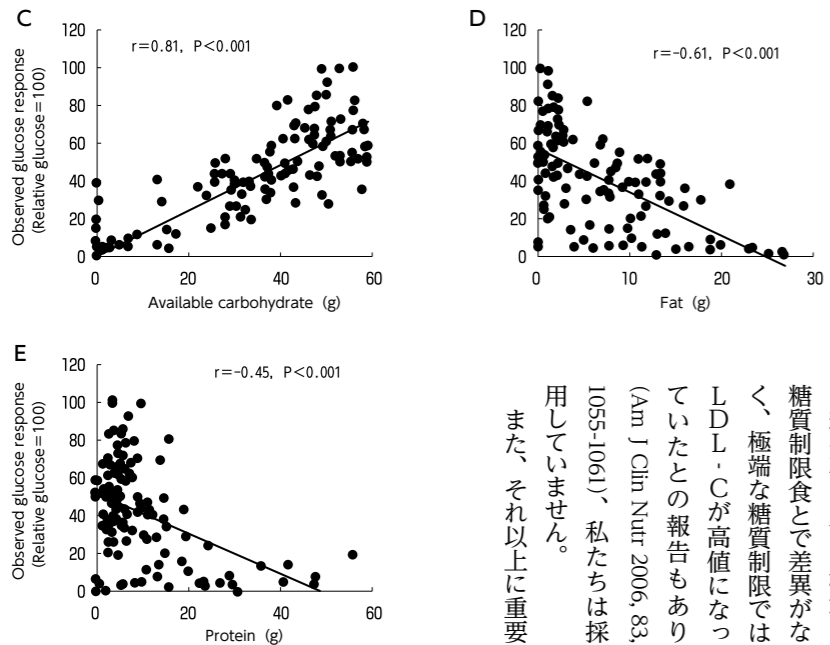 C
r=0.81, P<0.001
Observed glucose response
(Relative glucose=100)
120
100
80
60
40
20
0
0
20
40
60
Available carbohydrate (g)
D
r=-0.61, P<0.001
120
100
80
60
40
20
0
0
10
20
30
Fat (g)
E
r=-0.45, P<0.001
Observed glucose response
(Relative glucose=100)
120
100
80
60
40
20
0
0
20
40
60
Protein (g)
糖質制限食とで差異がな
く、極端な糖質制限では
LDL-Cが高値になっ
ていたとの報告もあり
(Am J Clin Nutr 2006, 83,
1055-1061)、私たちは採
用していません。
また、それ以上に重要